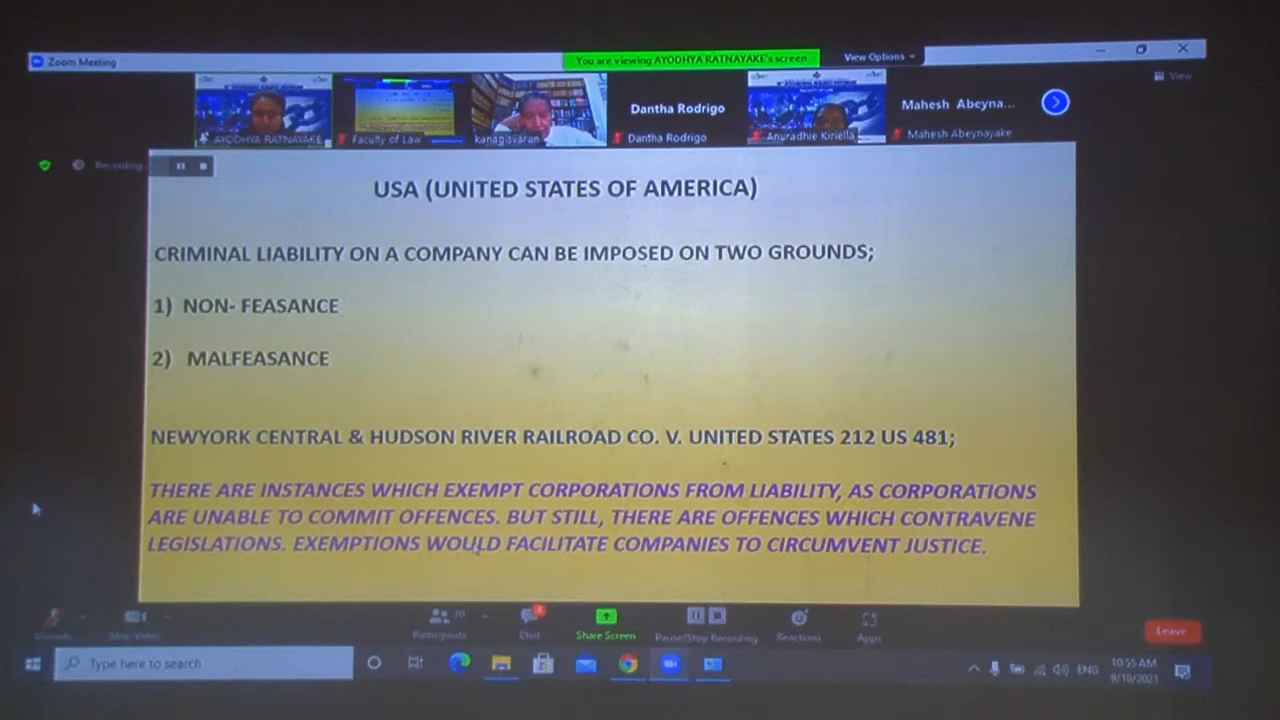 Zoom Meeting
You are viewing AYODHYA RATNAYAKE's screen
View Options
View
AYODHYA RATNAYAKE
Faculty of Law
kanagisvaran
Dantha Rodrigo
Dantha Rodrigo
Anuradhie Kiriella
Mahesh Abeyna...
Mahesh Abeynayake
Recording
USA (UNITED STATES OF AMERICA)
CRIMINAL LIABILITY ON A COMPANY CAN BE IMPOSED ON TWO GROUNDS;
1) NON- FEASANCE
2) MALFEASANCE
NEWYORK CENTRAL & HUDSON RIVER RAILROAD CO. V. UNITED STATES 212 US 481;
THERE ARE INSTANCES WHICH EXEMPT CORPORATIONS FROM LIABILITY, AS CORPORATIONS
ARE UNABLE TO COMMIT OFFENCES. BUT STILL, THERE ARE OFFENCES WHICH CONTRAVENE
LEGISLATIONS. EXEMPTIONS WOULD FACILITATE COMPANIES TO CIRCUMVENT JUSTICE.
Unmute
Stop Video
Participants
Chat
Share Screen
Pause/Stop Recording
Reactions
Apps
Leave
Type here to search
ENG
10:55 AM
9/10/2021